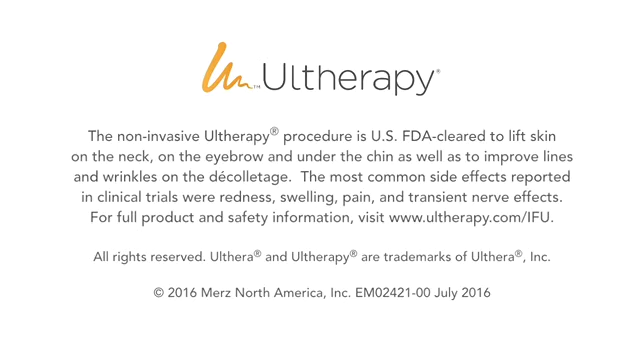 ™ Ultherapy®
The non-invasive Ultherapy® procedure is U.S. FDA-cleared to lift skin
on the neck, on the eyebrow and under the chin as well as to improve lines
and wrinkles on the décolletage. The most common side effects reported
in clinical trials were redness, swelling, pain, and transient nerve effects.
For full product and safety information, visit www.ultherapy.com/IFU.
All rights reserved. Ulthera® and Ultherapy® are trademarks of Ulthera®, Inc.
© 2016 Merz North America, Inc. EM02421-00 July 2016